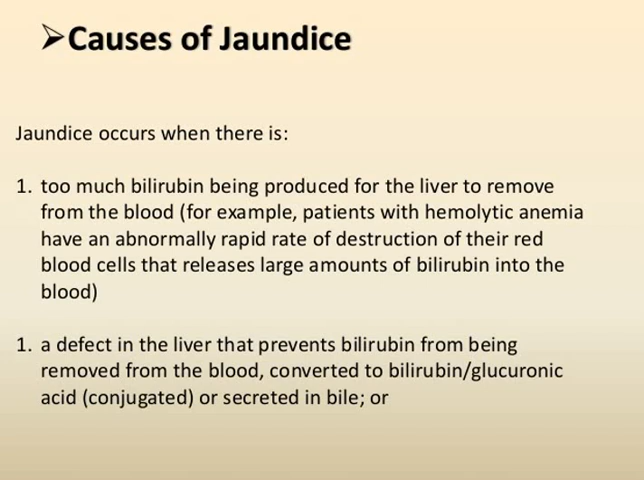 ➢Causes of Jaundice
Jaundice occurs when there is:
1. too much bilirubin being produced for the liver to remove
from the blood (for example, patients with hemolytic anemia
have an abnormally rapid rate of destruction of their red
blood cells that releases large amounts of bilirubin into the
blood)
1. a defect in the liver that prevents bilirubin from being
removed from the blood, converted to bilirubin/glucuronic
acid (conjugated) or secreted in bile; or